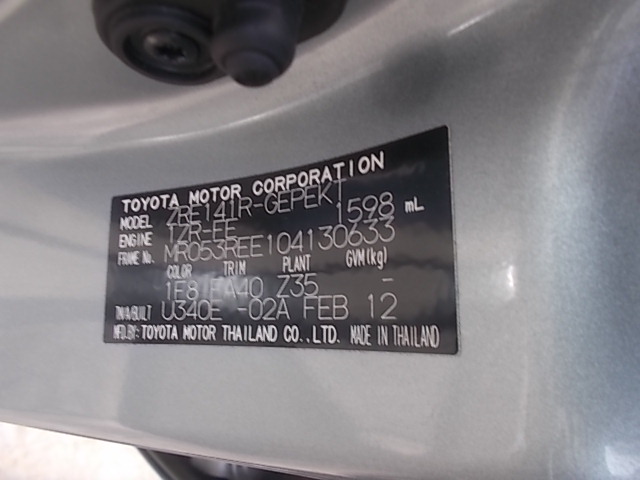 TOYOTA MOTOR CORPORATION
MODEL ZRE141R-GEPEKT
ENGINE 1ZR-FE 1598 mL
FRAME No. MR053REE104130633
COLOR TRIM PLANT GVM(kg)
1F8 FA40 Z35 -
TM/A/BUILT U340E -02A FEB 12
MFD.BY: TOYOTA MOTOR THAILAND CO.,LTD. MADE IN THAILAND